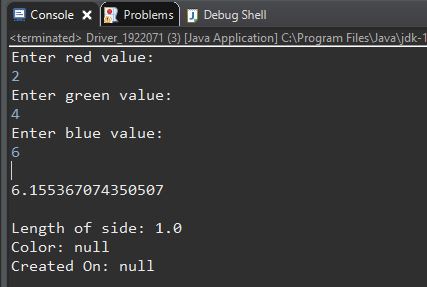 Console Problems Debug Shell
<terminated> Driver_1922071 (3) [Java Application] C:\Program Files\Java\jdk-1
Enter red value:
2
Enter green value:
4
Enter blue value:
6
6.155367074350507
Length of side: 1.0
Color: null
Created On: null